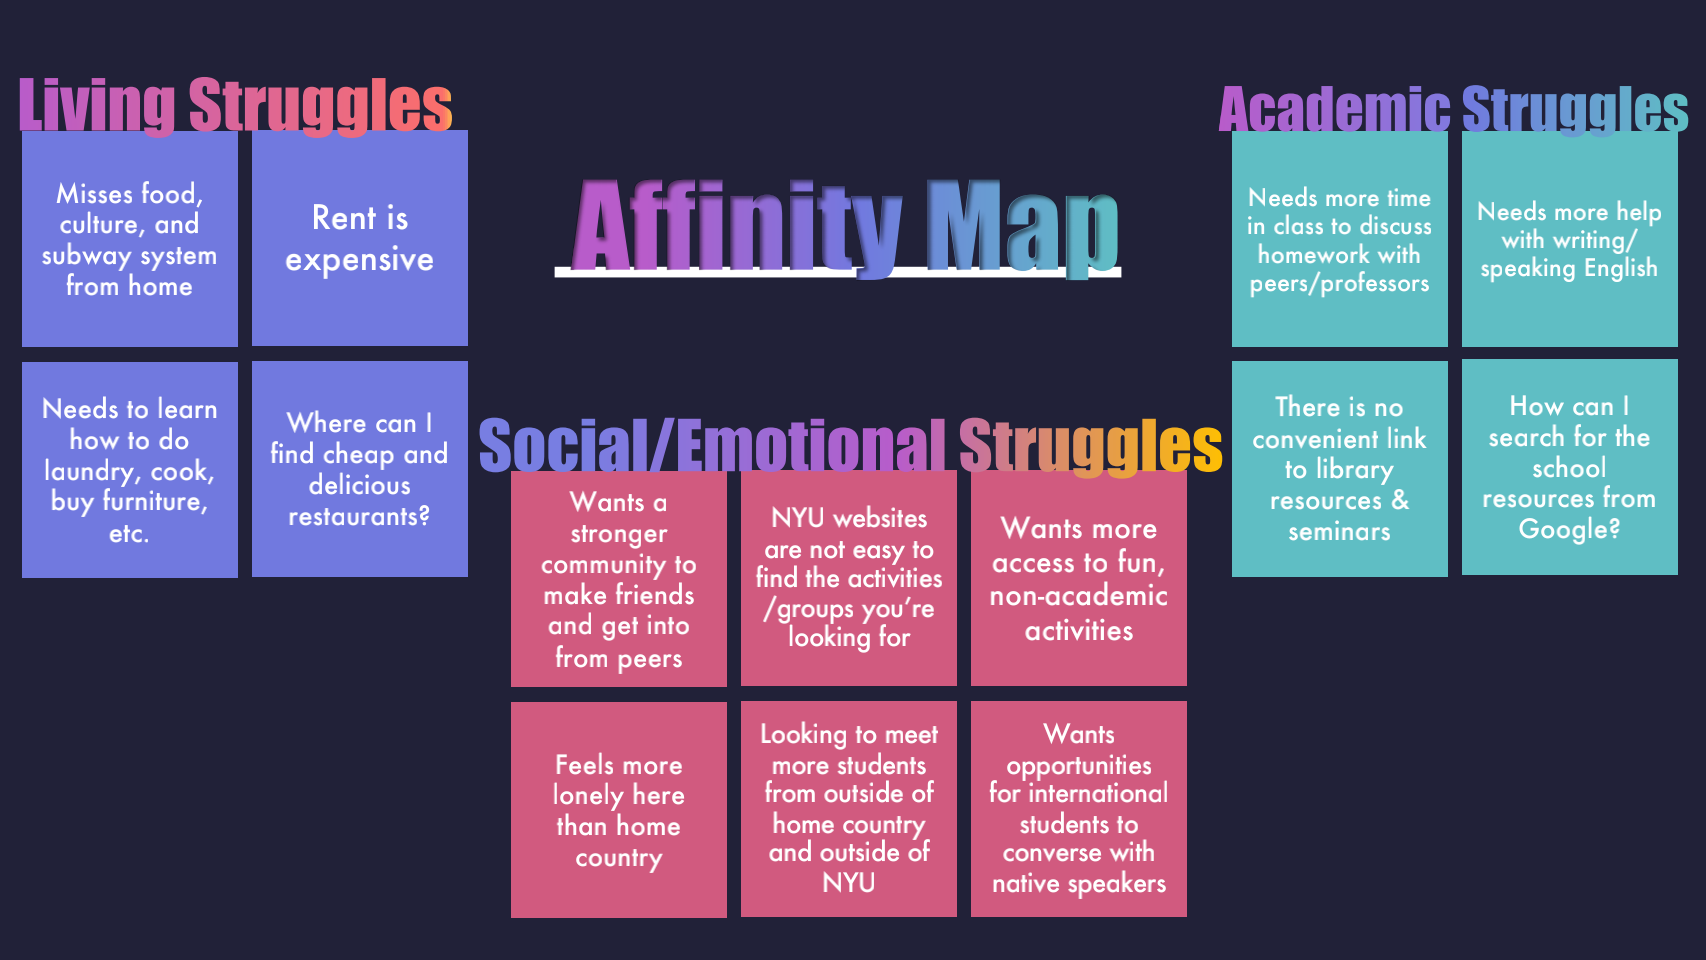 Living Struggles
Misses food,
culture, and
subway system
from home
Rent is
expensive
Needs to learn
how to do
laundry, cook,
buy furniture,
etc.
Where can I
find cheap and
delicious
restaurants?
Affinity Map
Social/Emotional Struggles
Wants a
stronger
community to
make friends
and get into
from peers
NYU websites
are not easy to
find the activities
/groups you’re
looking for
Wants more
access to fun,
non-academic
activities
Feels more
lonely here
than home
country
Looking to meet
more students
from outside of
home country
and outside of
NYU
Wants
opportunities
for international
students to
converse with
native speakers
Academic Struggles
Needs more time
in class to discuss
homework with
peers/professors
Needs more help
with writing/
speaking English
There is no
convenient link
to library
resources &
seminars
How can I
search for the
school
resources from
Google?